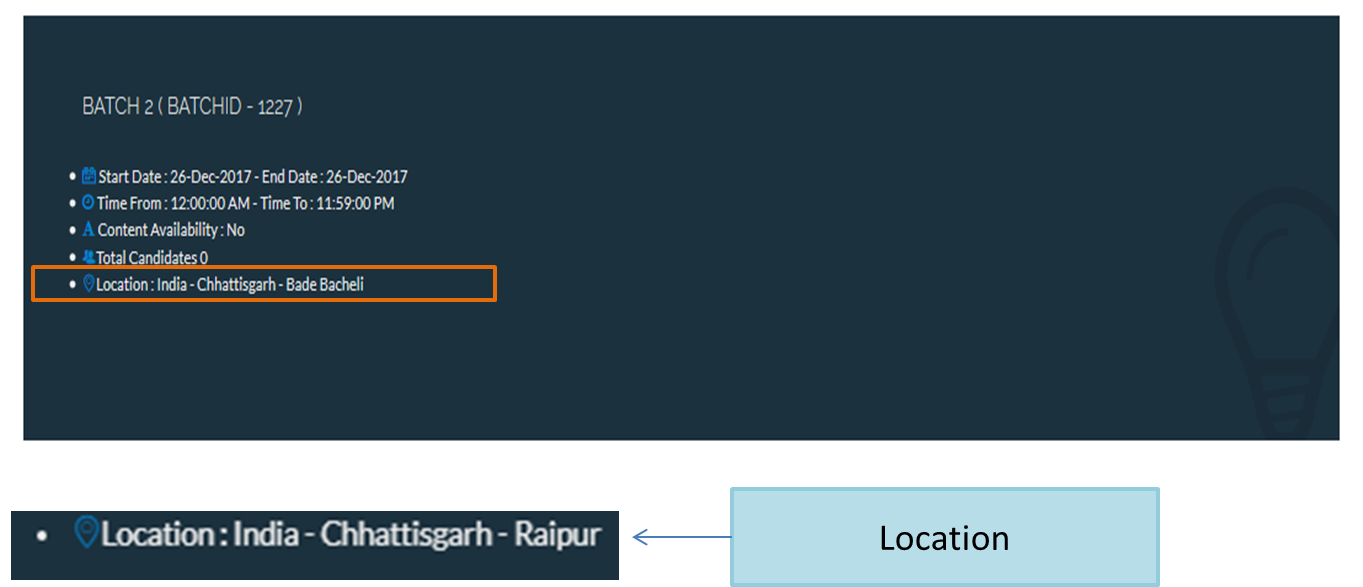 BATCH 2 ( BATCHID - 1227 )
Start Date : 26-Dec-2017 - End Date : 26-Dec-2017
Time From : 12:00:00 AM - Time To : 11:59:00 PM
Content Availability : No
Total Candidates 0
Location : India - Chhattisgarh - Bade Bacheli
Location : India - Chhattisgarh - Raipur
Location